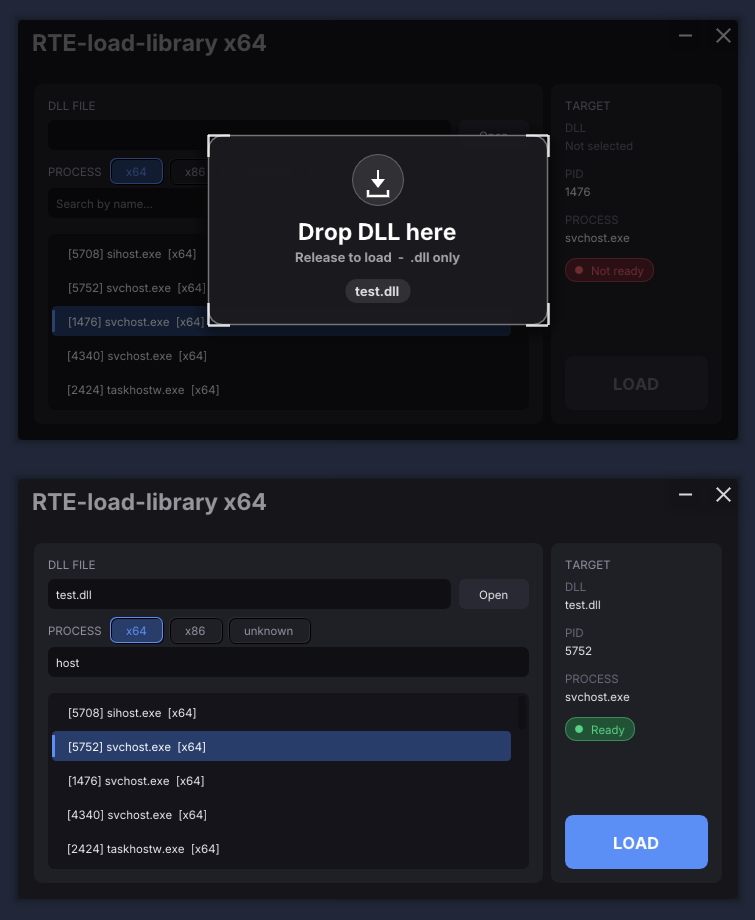 RTE-load-library x64
DLL FILE
Open
PROCESS x64 x86
Search by name...
[5708] sihost.exe [x64]
[5752] svchost.exe [x64]
[1476] svchost.exe [x64]
[4340] svchost.exe [x64]
[2424] taskhostw.exe [x64]
Drop DLL here
Release to load - .dll only
test.dll
TARGET
DLL
Not selected
PID
1476
PROCESS
svchost.exe
Not ready
LOAD
RTE-load-library x64
DLL FILE
test.dll
Open
PROCESS x64 x86 unknown
host
[5708] sihost.exe [x64]
[5752] svchost.exe [x64]
[1476] svchost.exe [x64]
[4340] svchost.exe [x64]
[2424] taskhostw.exe [x64]
TARGET
DLL
test.dll
PID
5752
PROCESS
svchost.exe
Ready
LOAD